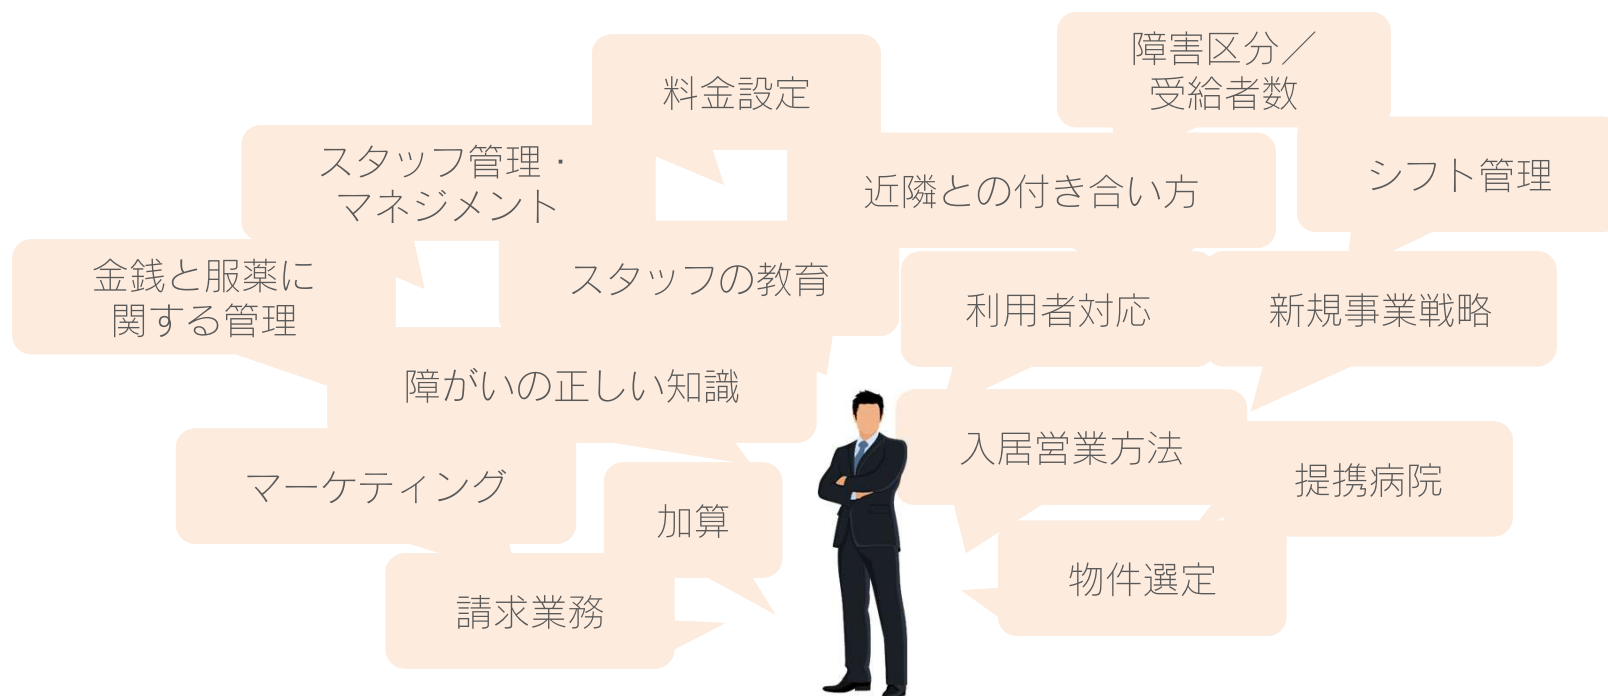 障害区分／
受給者数
料金設定
スタッフ管理・
マネジメント
近隣との付き合い方
シフト管理
金銭と服薬に
関する管理
スタッフの教育
利用者対応
新規事業戦略
障がいの正しい知識
入居営業方法
マーケティング
提携病院
加算
物件選定
請求業務